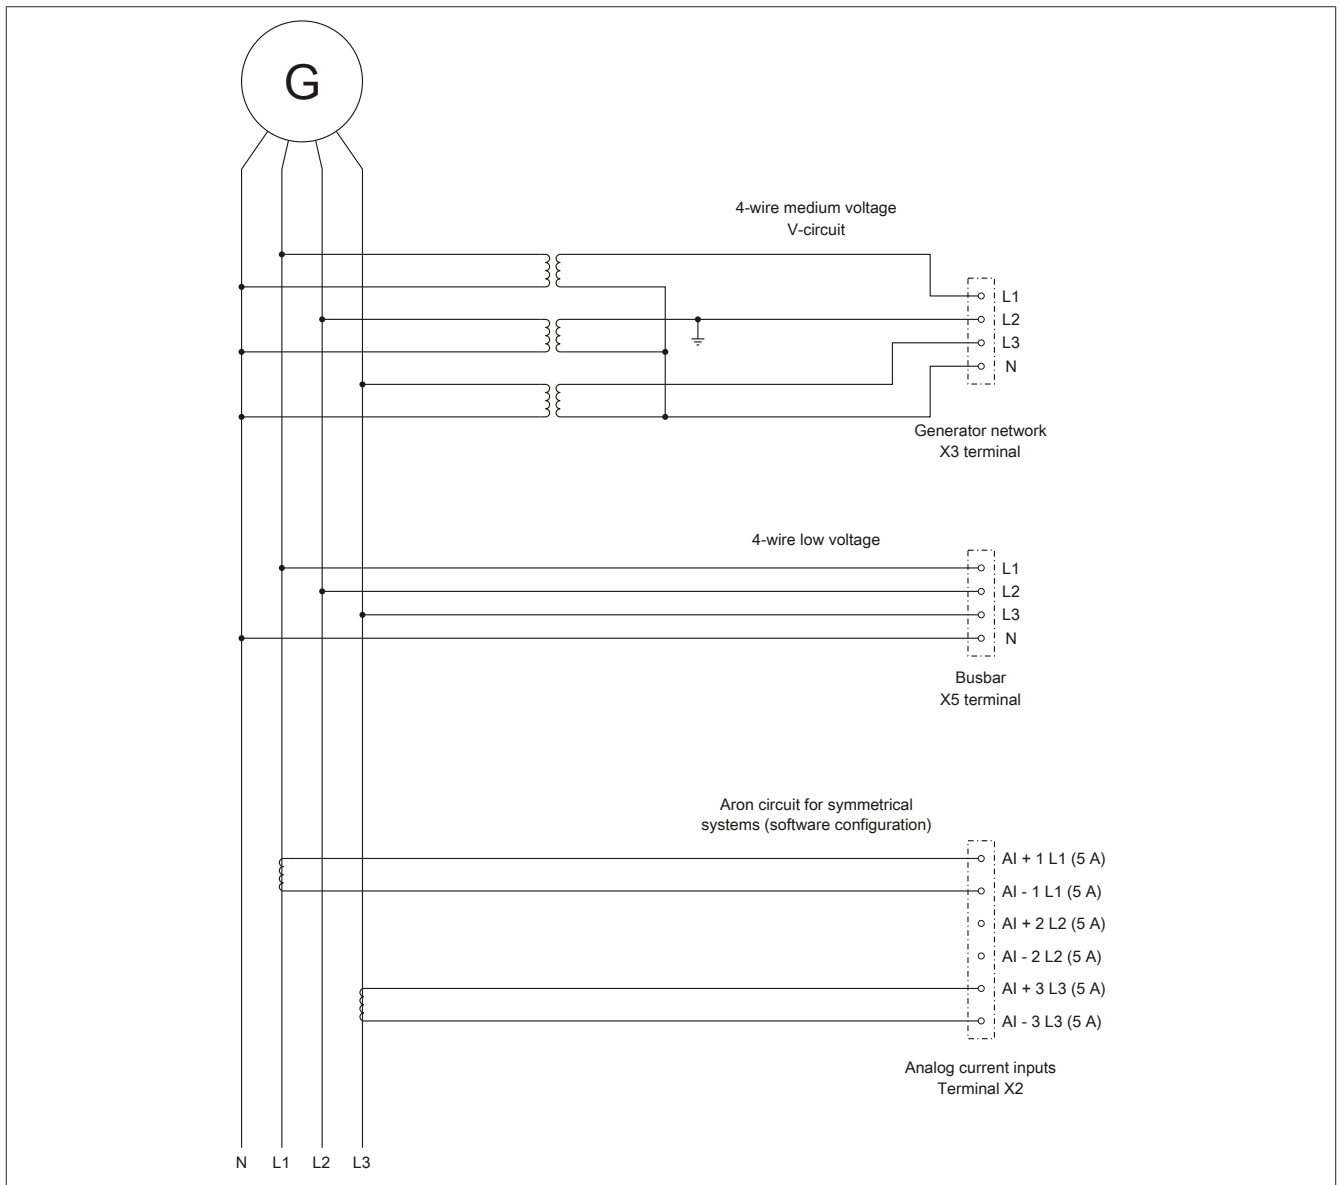 G
4-wire medium voltage
V-circuit
L1
L2
L3
N
Generator network
X3 terminal
4-wire low voltage
L1
L2
L3
N
Busbar
X5 terminal
Aron circuit for symmetrical
systems (software configuration)
AI + 1 L1 (5 A)
AI - 1 L1 (5 A)
AI + 2 L2 (5 A)
AI - 2 L2 (5 A)
AI + 3 L3 (5 A)
AI - 3 L3 (5 A)
Analog current inputs
Terminal X2
N L1 L2 L3